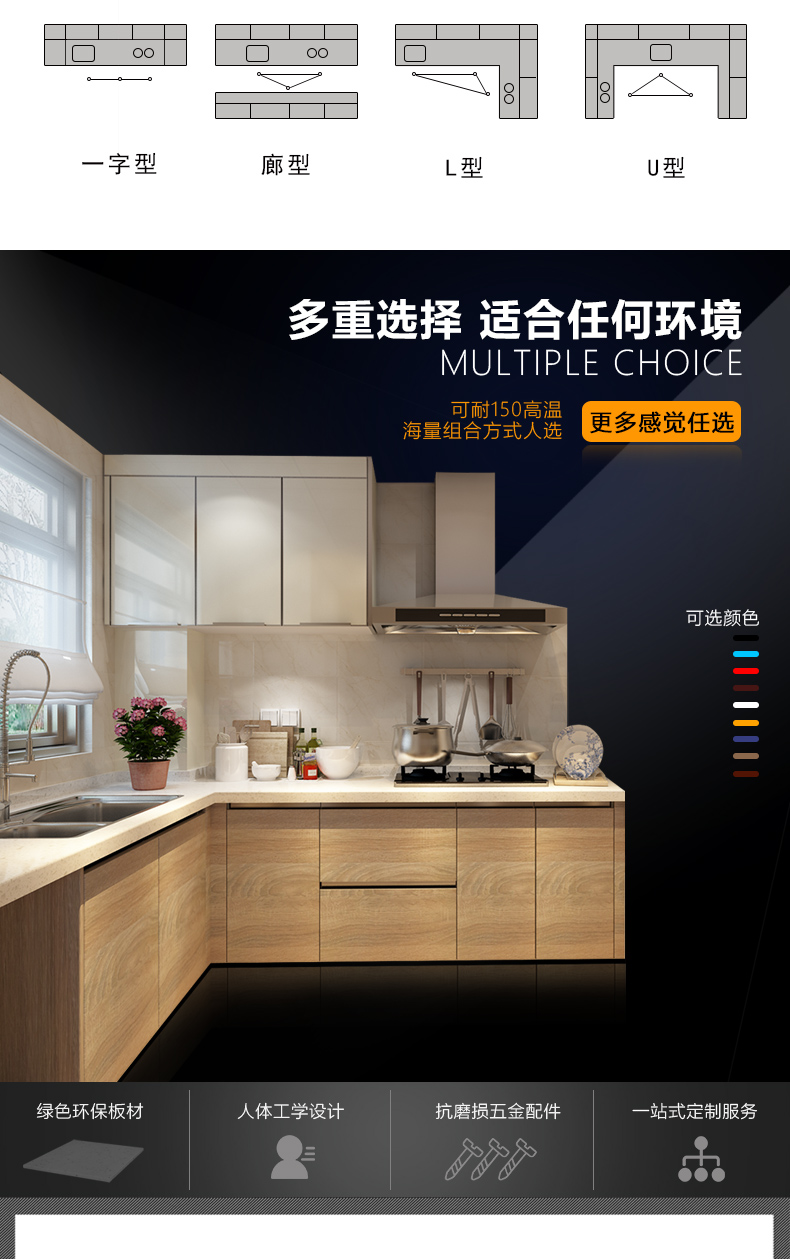 一字型
廊型
L型
U型
多重选择 适合任何环境
MULTIPLE CHOICE
可耐150高温
海量组合方式人选
更多感觉任选
可选颜色
绿色环保板材
人体工学设计
抗磨损五金配件
一站式定制服务